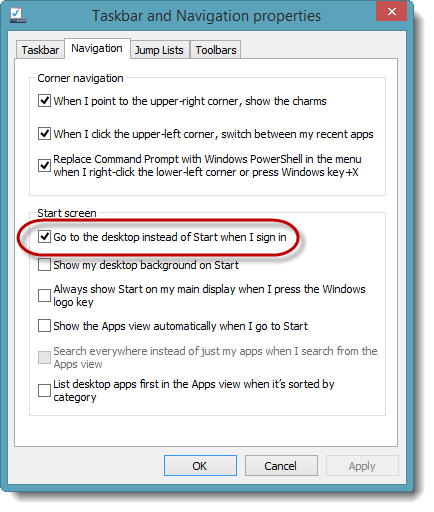 Taskbar and Navigation properties
Taskbar
Navigation
Jump Lists
Toolbars
Corner navigation
When I point to the upper-right corner, show the charms
When I click the upper-left corner, switch between my recent apps
Replace Command Prompt with Windows PowerShell in the menu
when I right-click the lower-left corner or press Windows key+X
Start screen
Go to the desktop instead of Start when I sign in
Show my desktop background on Start
Always show Start on my main display when I press the Windows
logo key
Show the Apps view automatically when I go to Start
Search everywhere instead of just my apps when I search from the
Apps view
List desktop apps first in the Apps view when it's sorted by
category
OK
Cancel
Apply